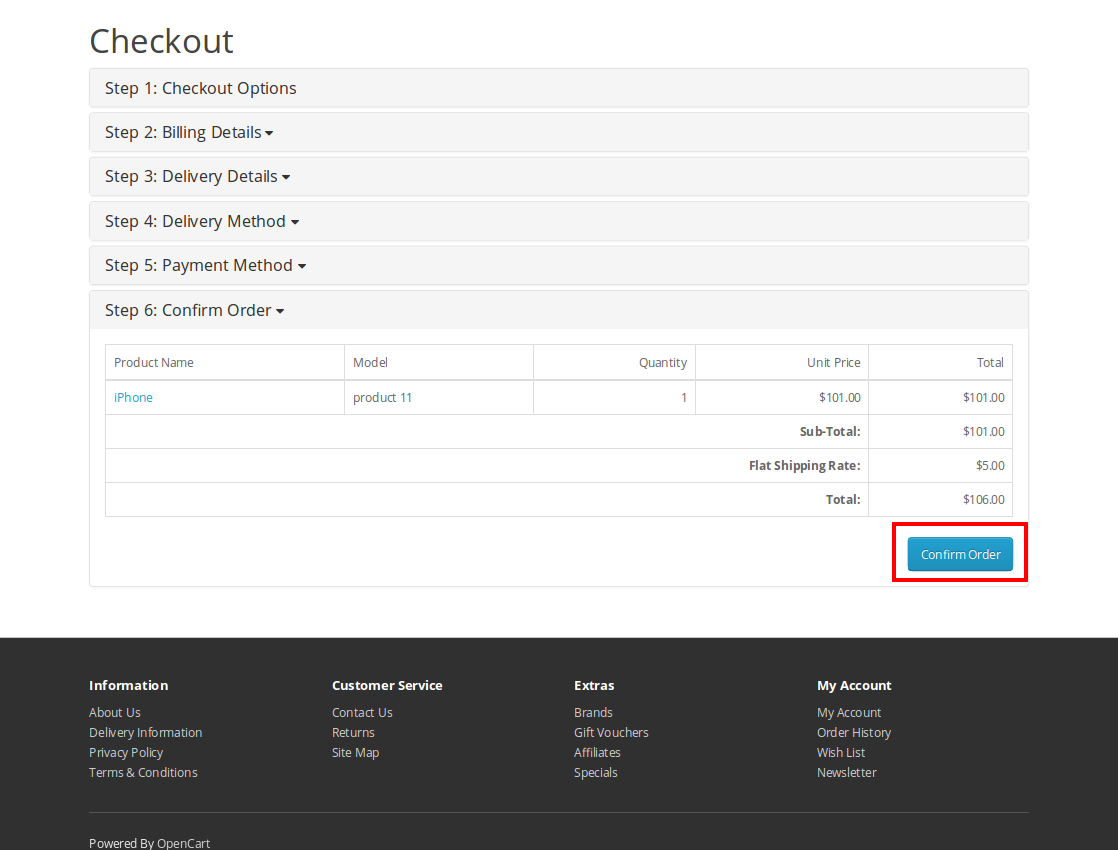 Checkout
Step 1: Checkout Options
Step 2: Billing Details
Step 3: Delivery Details
Step 4: Delivery Method
Step 5: Payment Method
Step 6: Confirm Order
Product Name Model Quantity Unit Price Total
iPhone product 11 1 $101.00 $101.00
Sub-Total: $101.00
Flat Shipping Rate: $5.00
Total: $106.00
Confirm Order
Information Customer Service Extras My Account
About Us Contact Us Brands My Account
Delivery Information Returns Gift Vouchers Order History
Privacy Policy Site Map Affiliates Wish List
Terms & Conditions Specials Newsletter
Powered By OpenCart